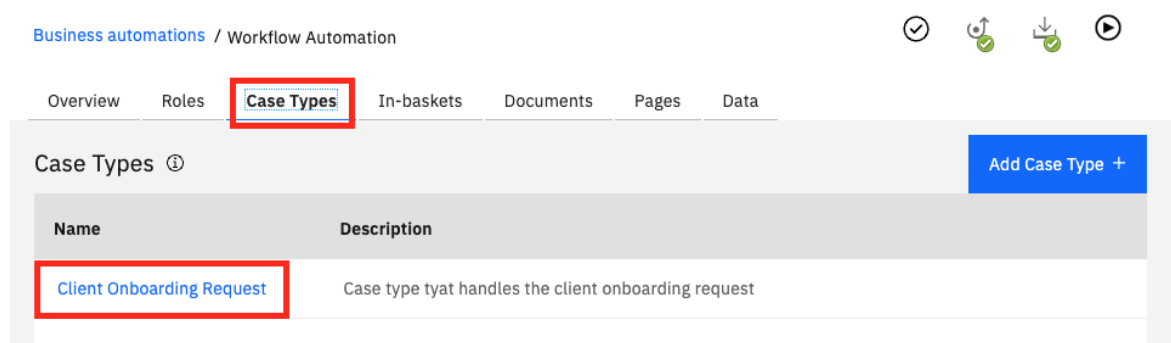 Business automations / Workflow Automation
Overview Roles Case Types In-baskets Documents Pages Data
Case Types
Add Case Type +
Name Description
Client Onboarding Request Case type tyat handles the client onboarding request